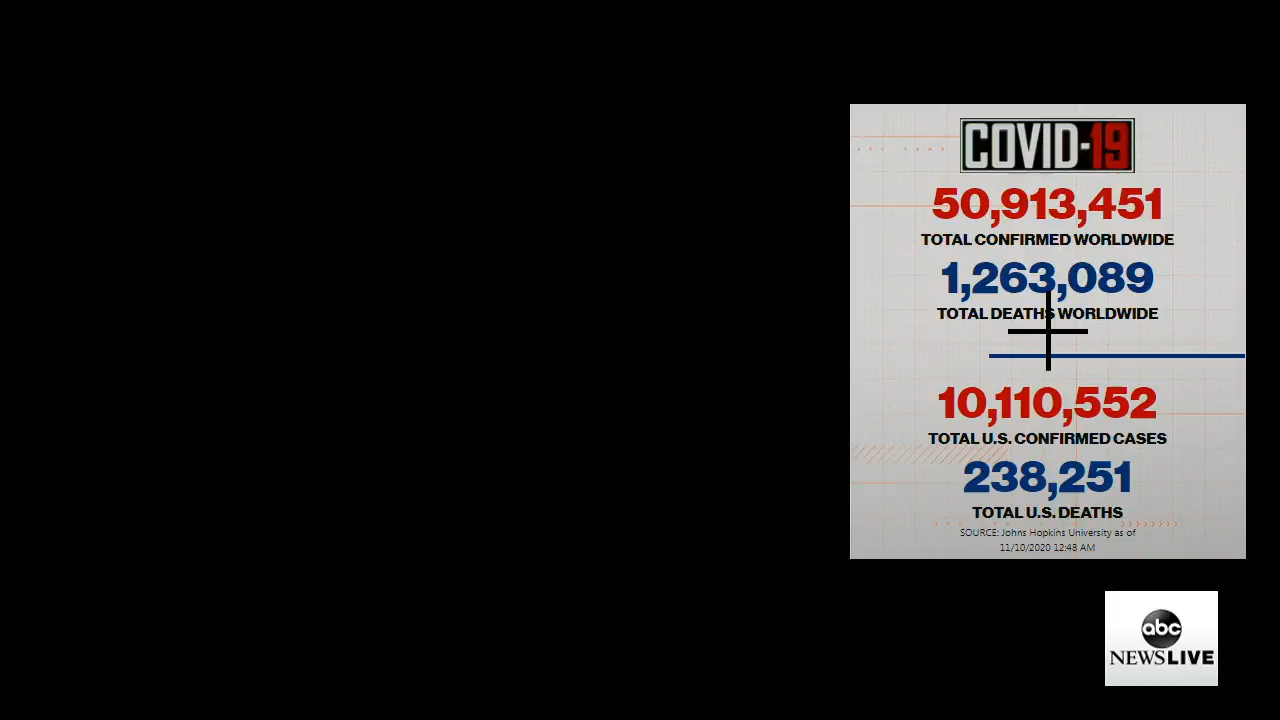 COVID-19
50,913,451
TOTAL CONFIRMED WORLDWIDE
1,263,089
TOTAL DEATHS WORLDWIDE
10,110,552
TOTAL U.S. CONFIRMED CASES
238,251
TOTAL U.S. DEATHS
SOURCE: Johns Hopkins University as of
11/10/2020 12:48 AM
abc
NEWSLIVE